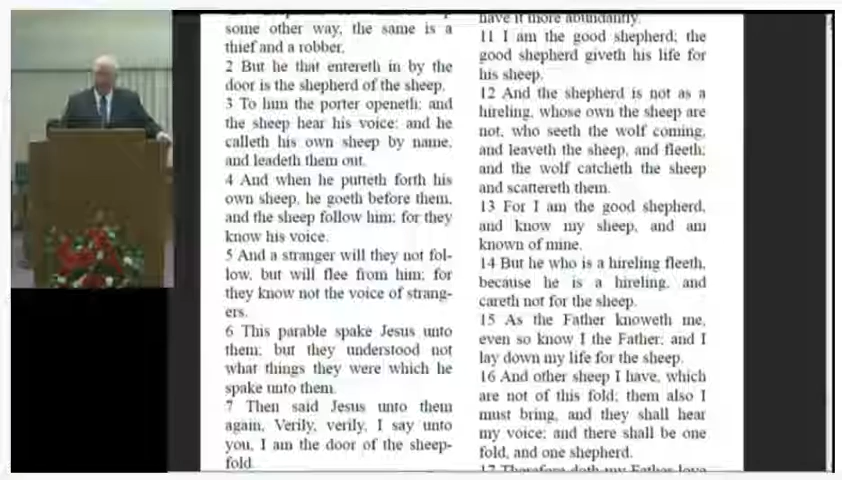 some other way, the same is a
thief and a robber.
2 But he that entereth in by the
door is the shepherd of the sheep.
3 To him the porter openeth; and
the sheep hear his voice; and he
calleth his own sheep by name,
and leadeth them out.
4 And when he putteth forth his
own sheep, he goeth before them,
and the sheep follow him; for they
know his voice.
5 And a stranger will they not fol-
low, but will flee from him; for
they know not the voice of strang-
ers.
6 This parable spake Jesus unto
them; but they understood not
what things they were which he
spake unto them.
7 Then said Jesus unto them
again, Verily, verily, I say unto
you, I am the door of the sheep-
fold.
have it more abundantly.
11 I am the good shepherd; the
good shepherd giveth his life for
his sheep.
12 And the shepherd is not as a
hireling, whose own the sheep are
not, who seeth the wolf coming,
and leaveth the sheep, and fleeth;
and the wolf catcheth the sheep
and scattereth them.
13 For I am the good shepherd,
and know my sheep, and am
known of mine.
14 But he who is a hireling fleeth,
because he is a hireling, and
careth not for the sheep.
15 As the Father knoweth me,
even so know I the Father; and I
lay down my life for the sheep.
16 And other sheep I have, which
are not of this fold; them also I
must bring, and they shall hear
my voice; and there shall be one
fold, and one shepherd.
17 Therefore doth my Father love